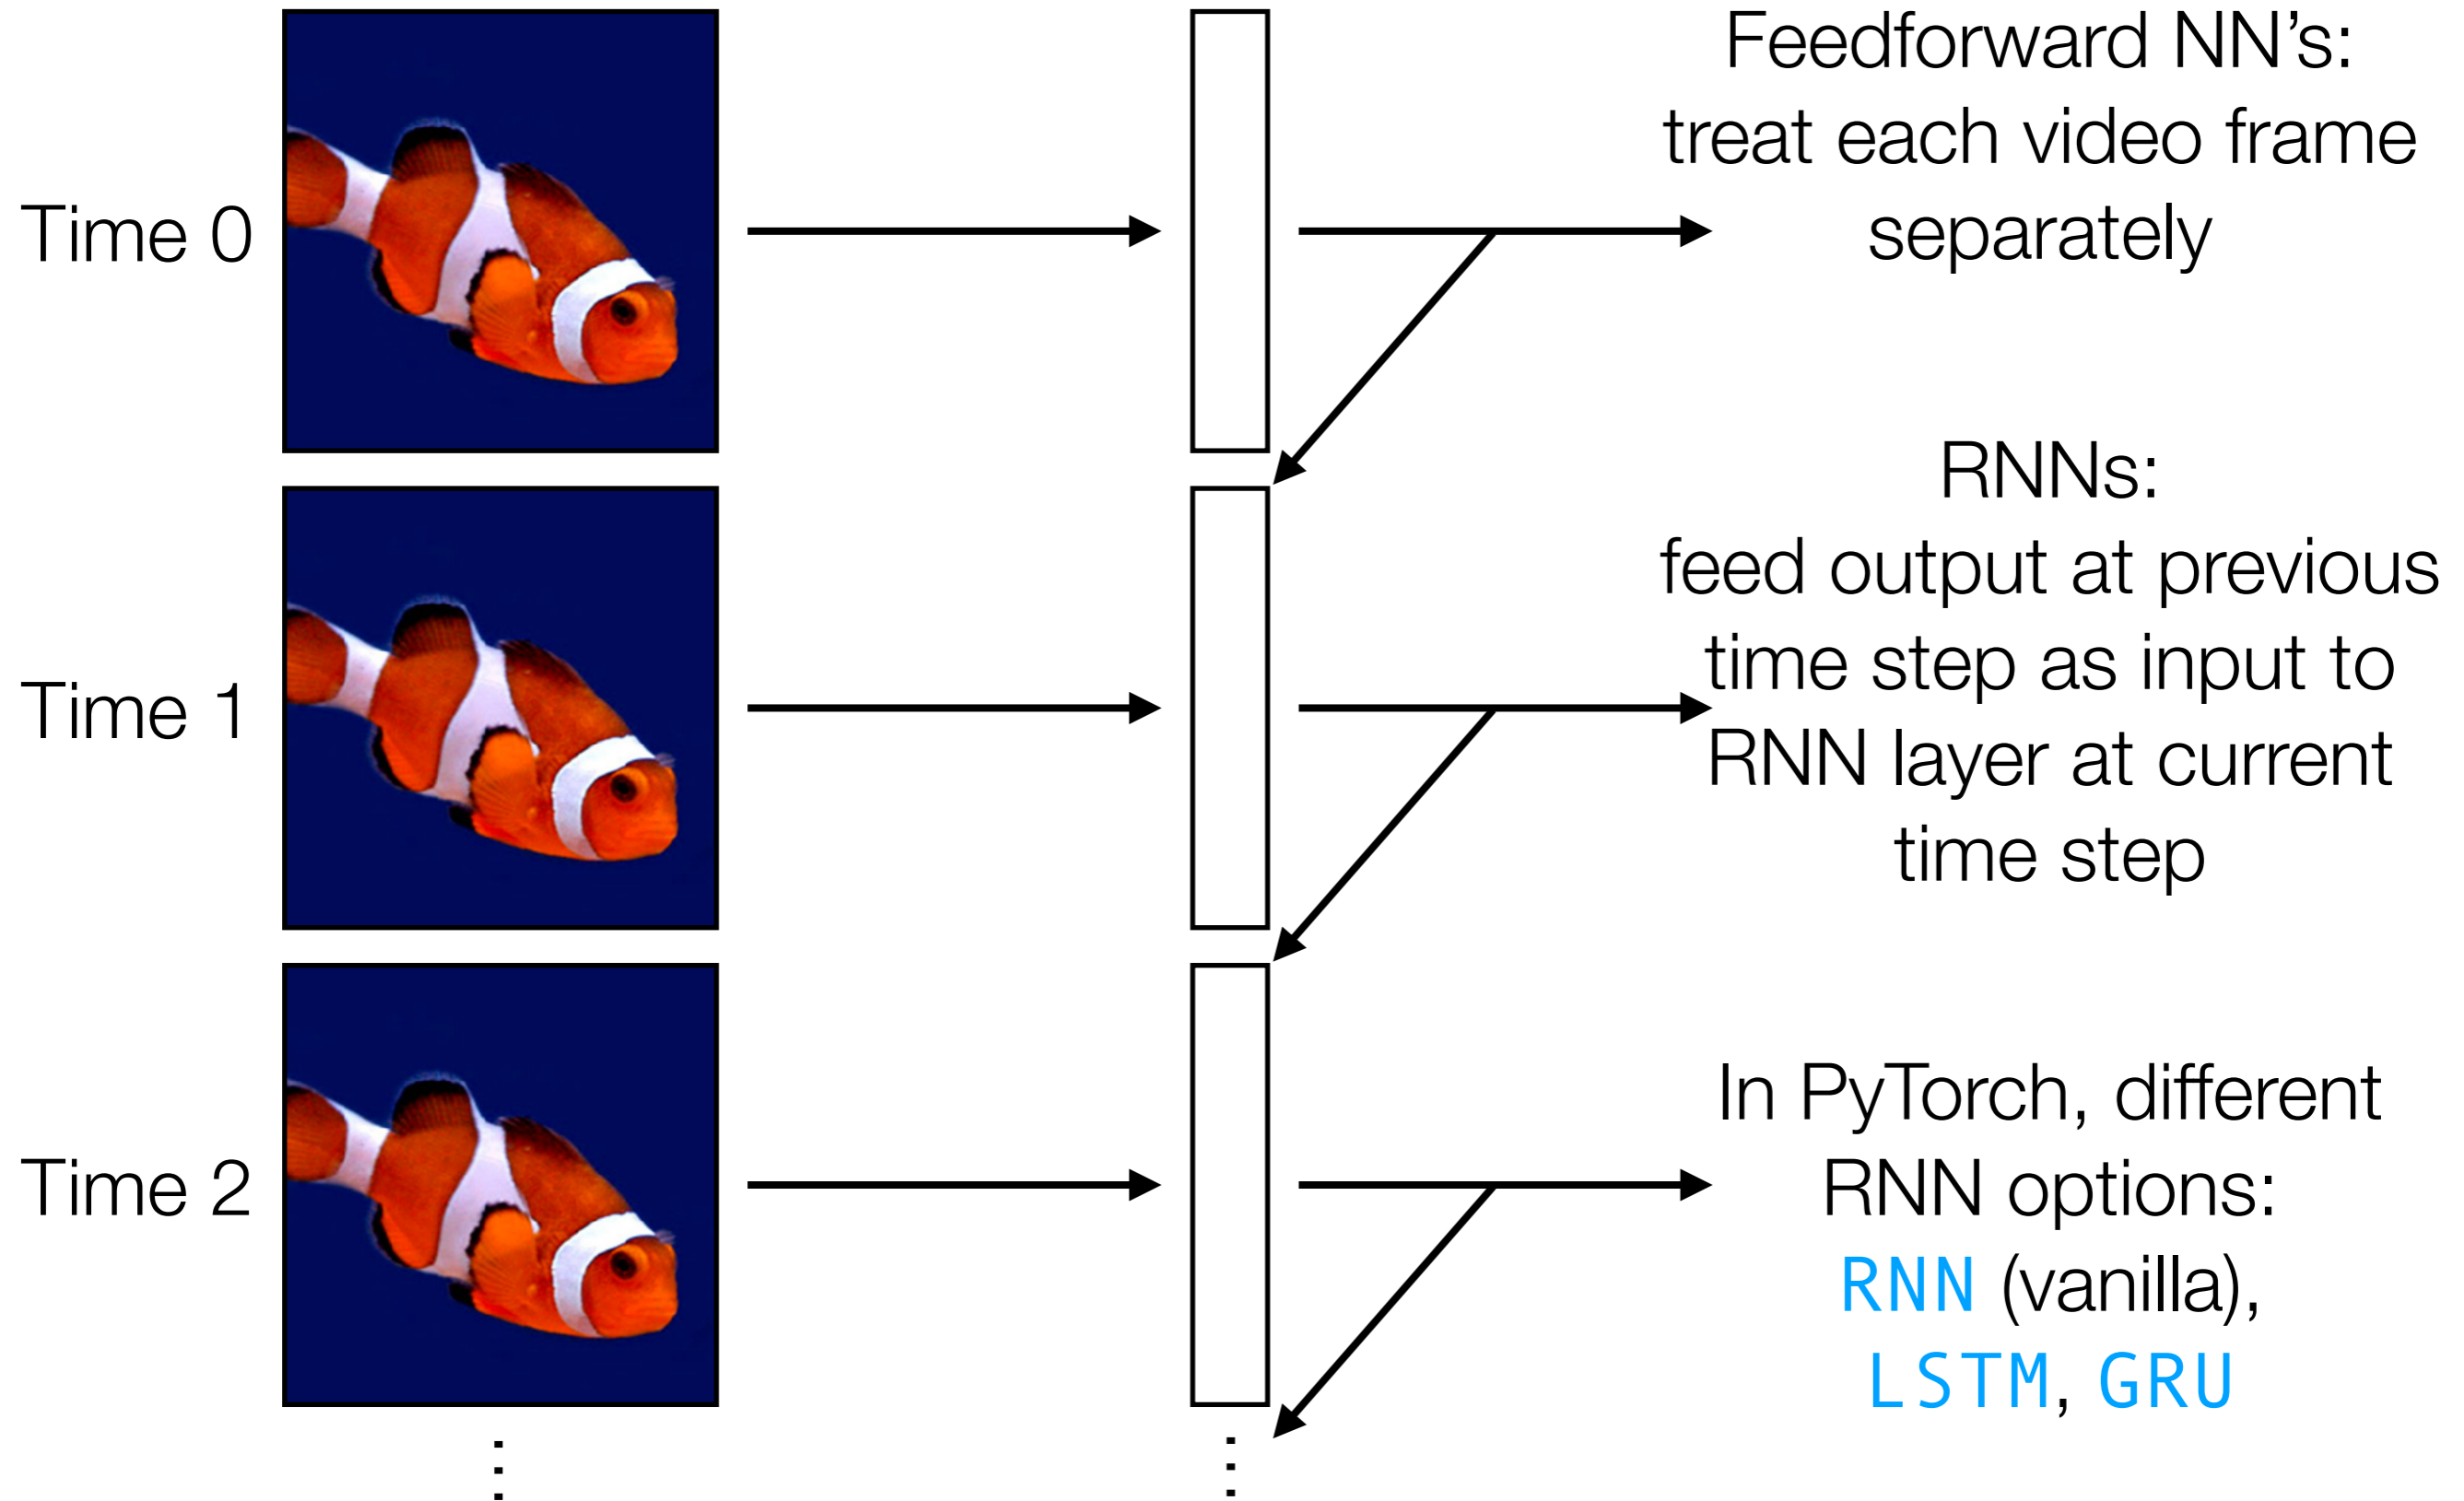 Feedforward NN’s:
treat each video frame
separately
Time 0
RNNs:
feed output at previous
time step as input to
RNN layer at current
time step
Time 1
In PyTorch, different
RNN options:
RNN (vanilla),
LSTM, GRU
Time 2